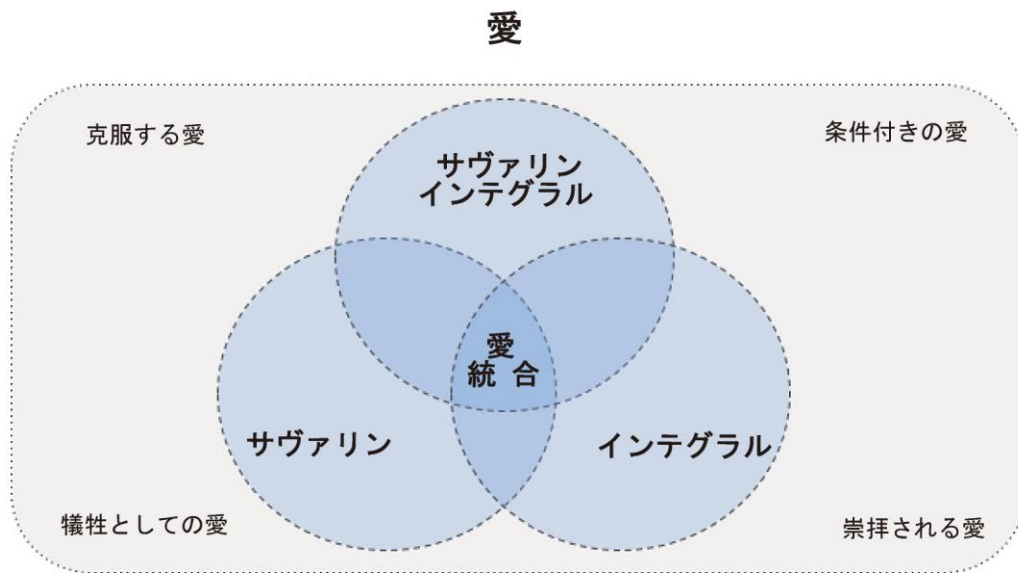 愛
克服する愛
条件付きの愛
サヴァリン
インテグラル
愛
統 合
サヴァリン
インテグラル
犠牲としての愛
崇拝される愛